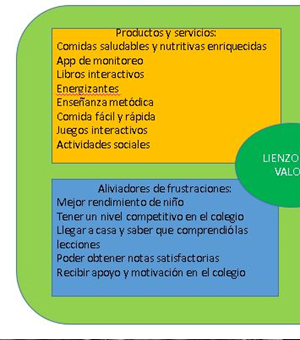 Productos y servicios:
Comidas saludables y nutritivas enriquecidas
App de monitoreo
Libros interactivos
Energizantes
Enseñanza metódica
Comida fácil y rápida
Juegos interactivos
Actividades sociales
LIENZO
VALO
Aliviadores de frustraciones:
Mejor rendimiento de niño
Tener un nivel competitivo en el colegio
Llegar a casa y saber que comprendió las
lecciones
Poder obtener notas satisfactorias
Recibir apoyo y motivación en el colegio